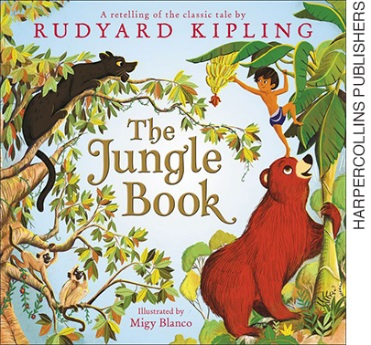 A retelling of the classic tale by
RUDYARD KIPLING
The
Jungle
Book
Illustrated by
Migy Blanco
HARPERCOLLINS PUBLISHERS